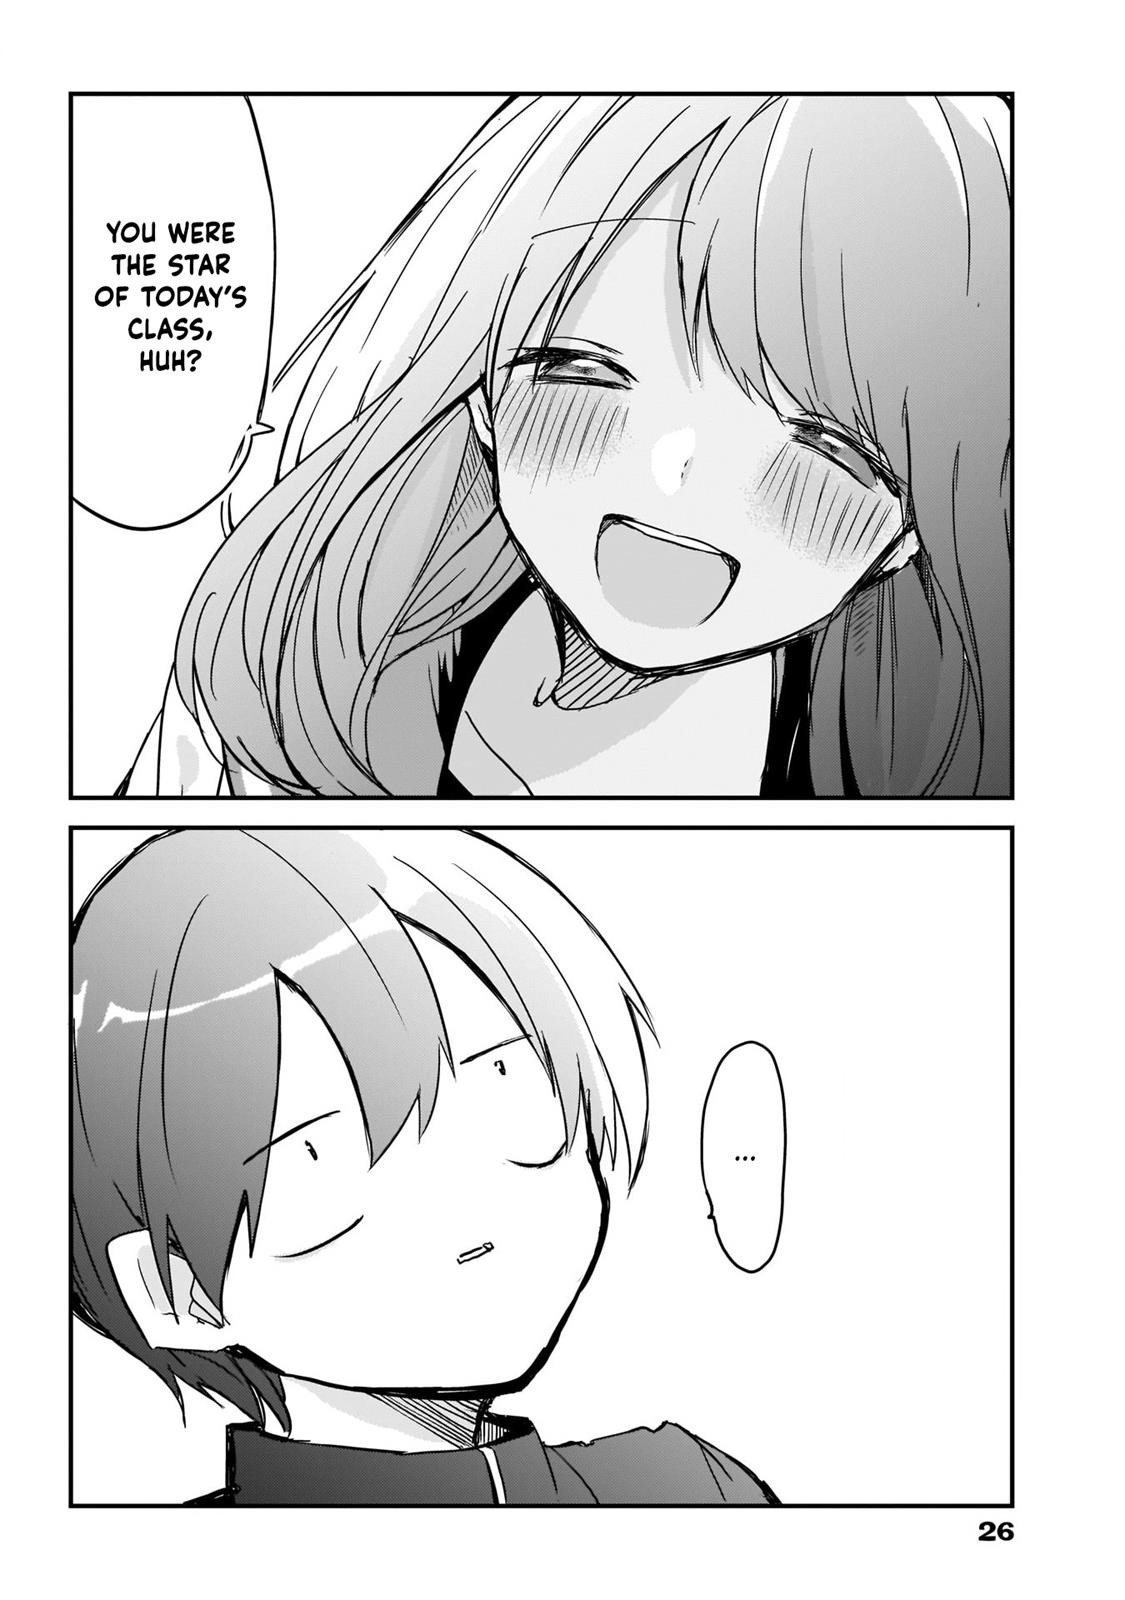 YOU WERE
THE STAR
OF TODAY'S
CLASS,
HUH?
...
26